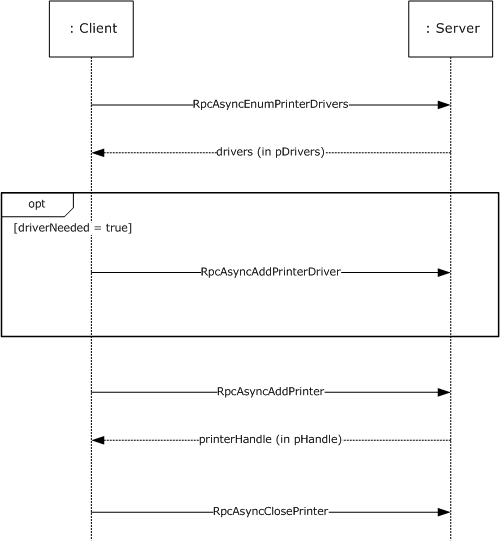 : Client
: Server
RpcAsyncEnumPrinterDrivers
drivers (in pDrivers)
opt
[driverNeeded = true]
RpcAsyncAddPrinterDriver
RpcAsyncAddPrinter
printerHandle (in pHandle)
RpcAsyncClosePrinter